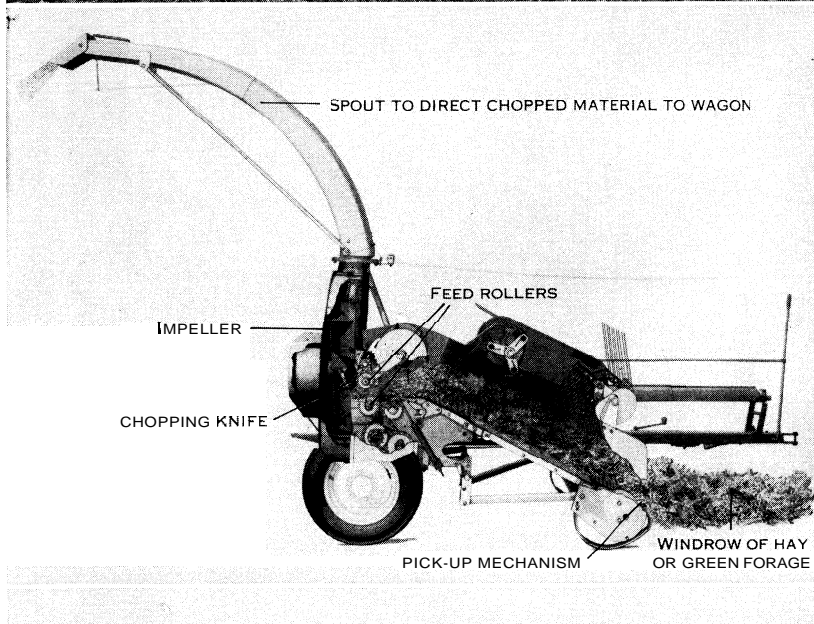 SPOUT TO DIRECT CHOPPED MATERIAL TO WAGON
FEED ROLLERS
IMPELLER
CHOPPING KNIFE
WINDROW OF HAY
OR GREEN FORAGE
PICK-UP MECHANISM